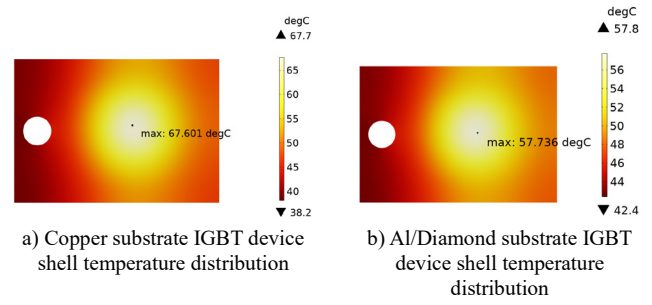 degC
▲ 67.7
65
60
55
50
45
40
▼ 38.2
max: 67.601 degC
a) Copper substrate IGBT device
shell temperature distribution
degC
▲ 57.8
56
54
52
50
48
46
44
▼ 42.4
max: 57.736 degC
b) Al/Diamond substrate IGBT
device shell temperature
distribution